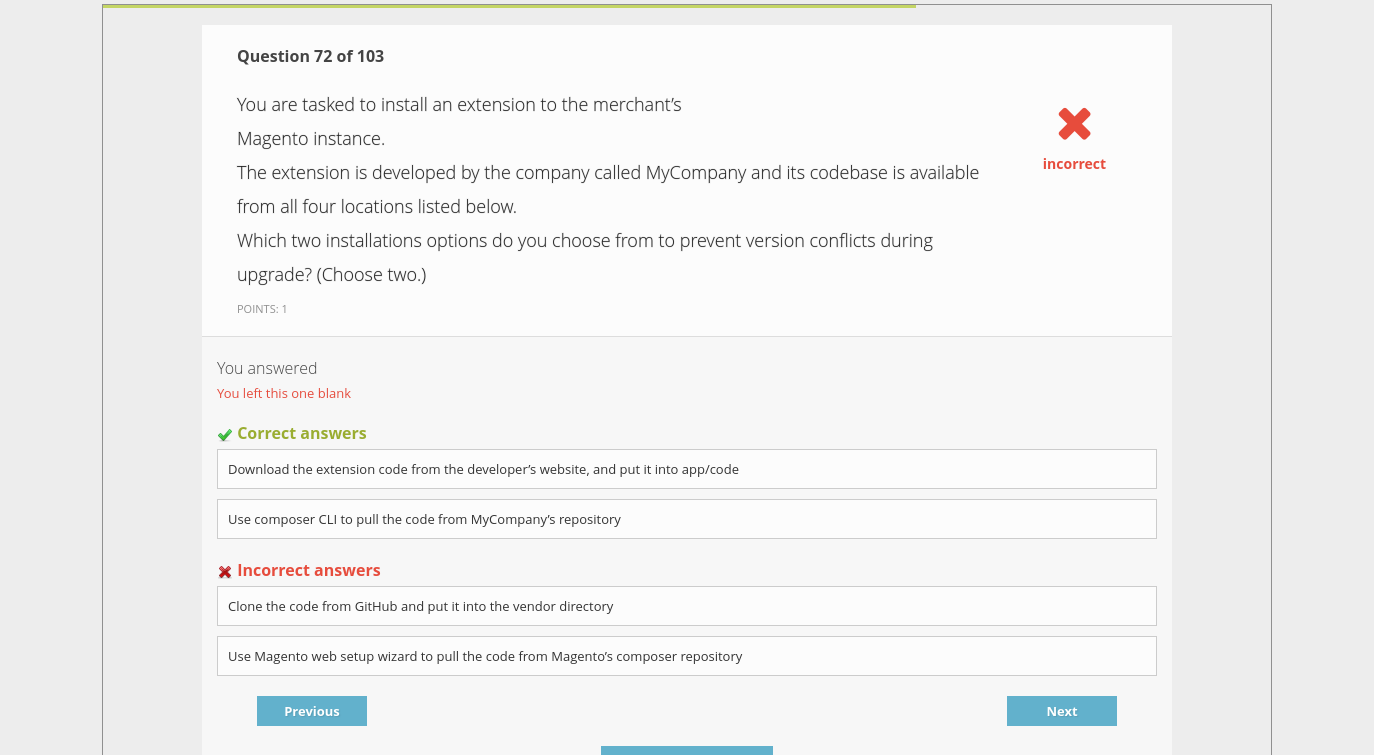 Question 72 of 103
You are tasked to install an extension to the merchant's
Magento instance.
The extension is developed by the company called MyCompany and its codebase is available
from all four locations listed below.
Which two installations options do you choose from to prevent version conflicts during
upgrade? (Choose two.)
POINTS: 1
incorrect
You answered
You left this one blank
Correct answers
Download the extension code from the developer's website, and put it into app/code
Use composer CLI to pull the code from MyCompany's repository
Incorrect answers
Clone the code from GitHub and put it into the vendor directory
Use Magento web setup wizard to pull the code from Magento's composer repository
Previous
Next